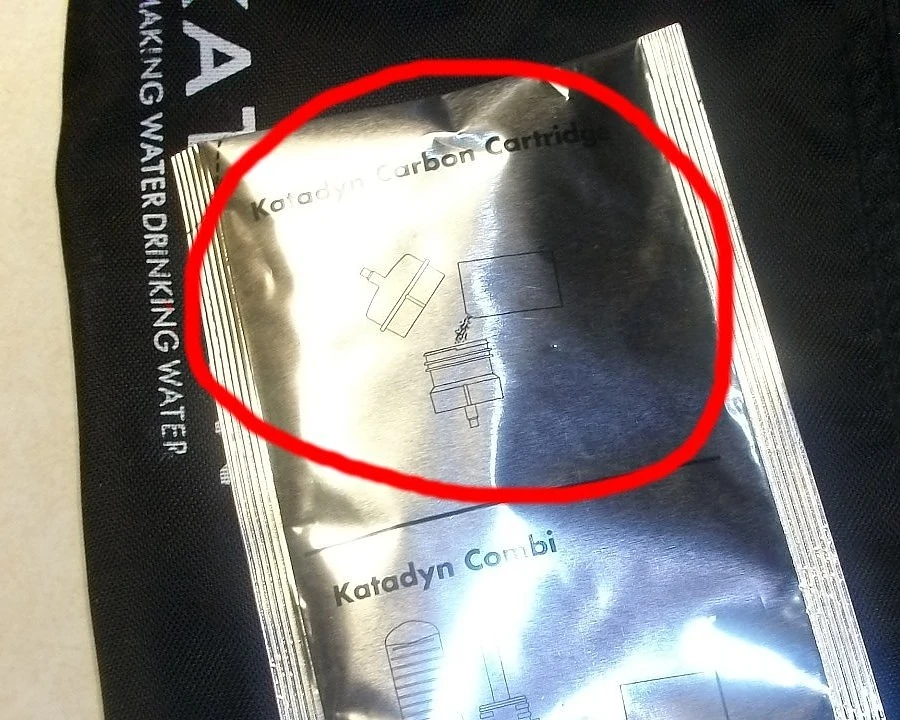 Katadyn Carbon Cartridge
Katadyn Combi
KAT
MAKING WATER DRINKING WATER